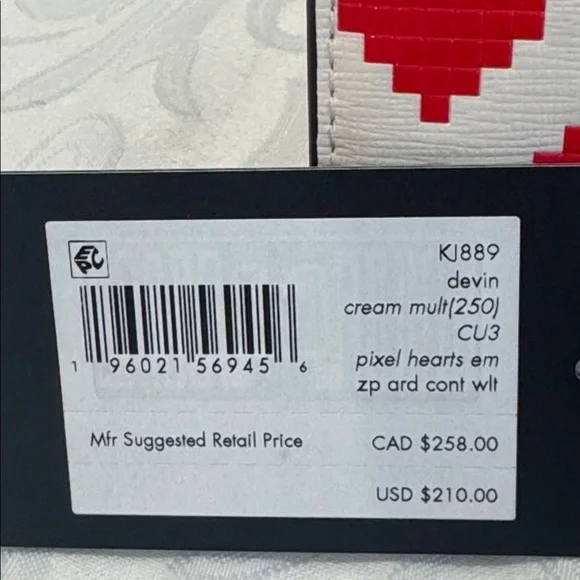 EPC
KJ889
devin
cream mult(250)
CU3
pixel hearts em
zp ard cont wlt
1 96021 56945 6
Mfr Suggested Retail Price CAD $258.00
USD $210.00